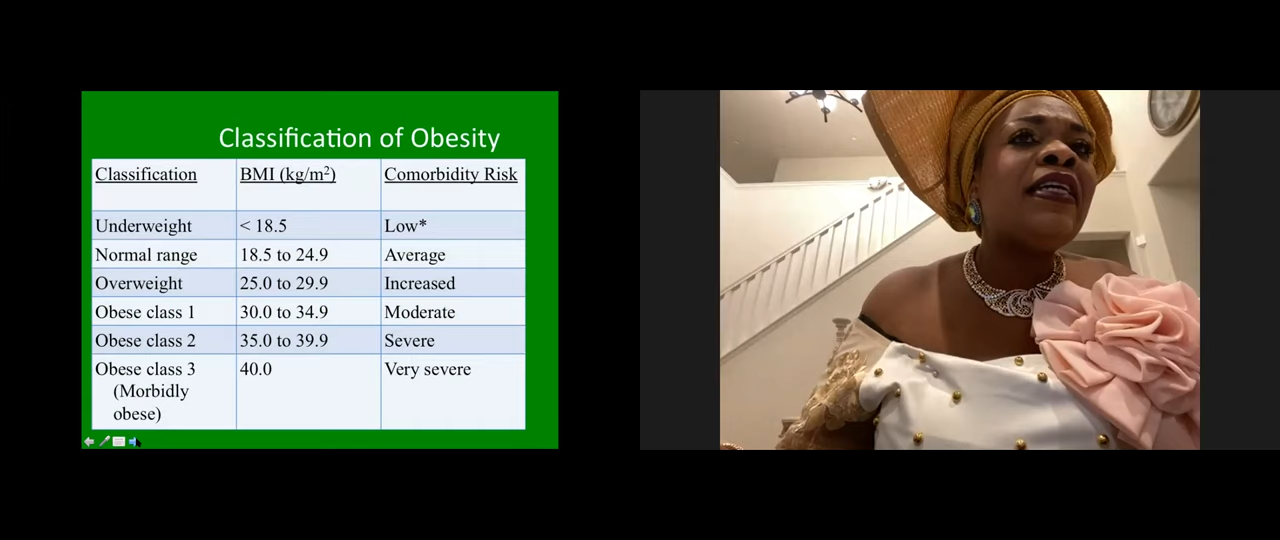 Classification of Obesity
Classification BMI (kg/m²) Comorbidity Risk
Underweight < 18.5 Low*
Normal range 18.5 to 24.9 Average
Overweight 25.0 to 29.9 Increased
Obese class 1 30.0 to 34.9 Moderate
Obese class 2 35.0 to 39.9 Severe
Obese class 3 40.0 Very severe
(Morbidly
obese)